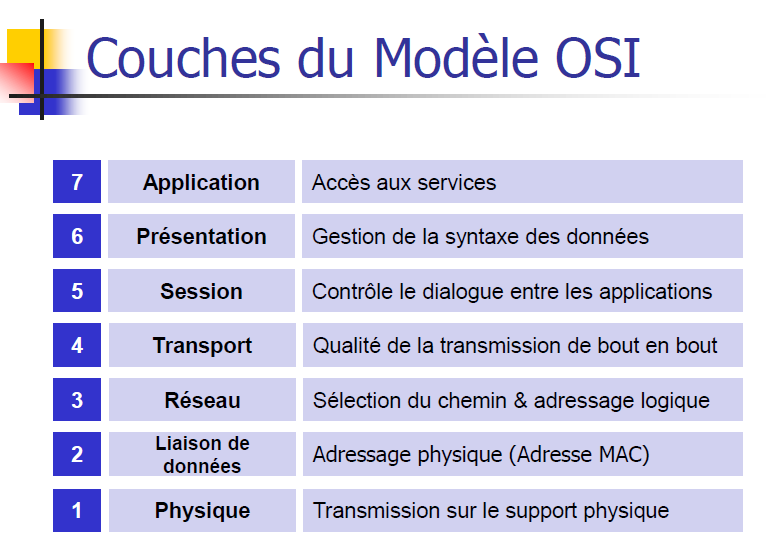 Couches du Modèle OSI
7 Application Accès aux services
6 Présentation Gestion de la syntaxe des données
5 Session Contrôle le dialogue entre les applications
4 Transport Qualité de la transmission de bout en bout
3 Réseau Sélection du chemin & adressage logique
2 Liaison de données Adressage physique (Adresse MAC)
1 Physique Transmission sur le support physique